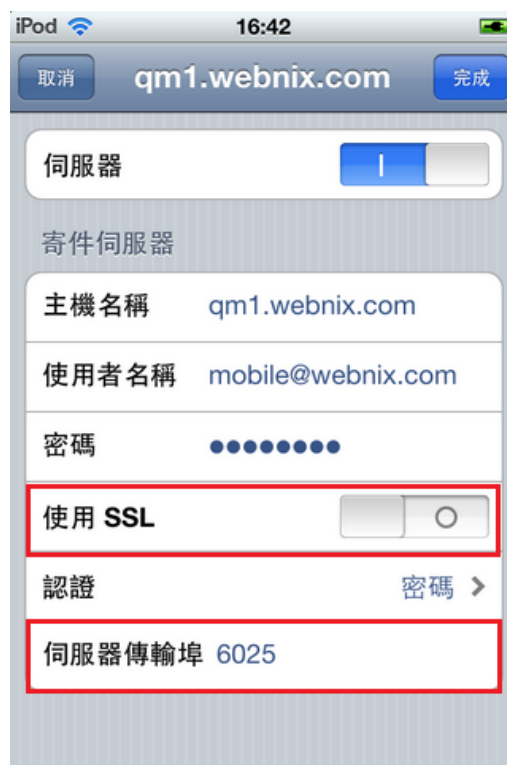 iPod 16:42
取消 qm1.webnix.com 完成
伺服器
寄件伺服器
主機名稱 qm1.webnix.com
使用者名稱 mobile@webnix.com
密碼 ●●●●●●●●
使用 SSL
認證 密碼
伺服器傳輸埠 6025